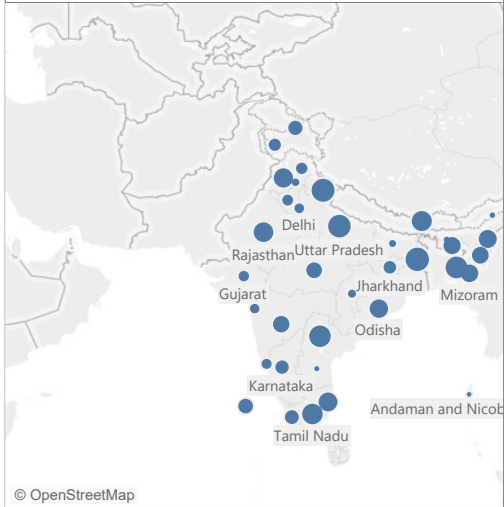 Delhi
Rajasthan Uttar Pradesh
Gujarat
Jharkhand
Mizoram
Odisha
Karnataka
Andaman and Nicob
Tamil Nadu
© OpenStreetMap